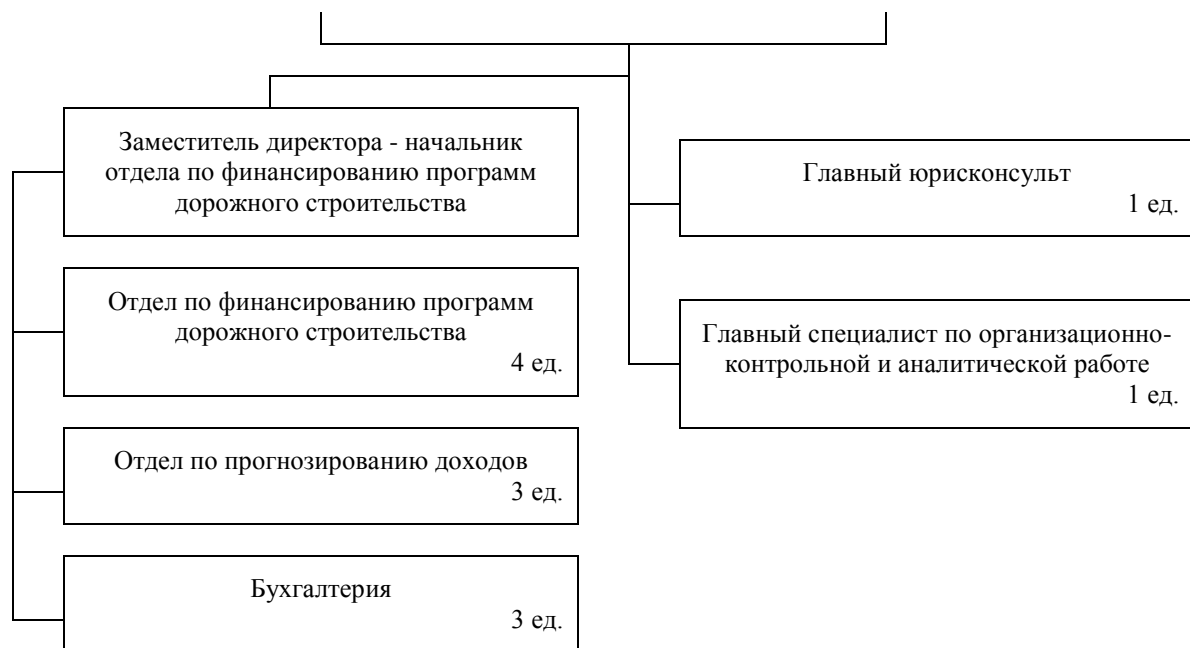 Заместитель директора - начальник
отдела по финансированию программ
дорожного строительства
Отдел по финансированию программ
дорожного строительства
4 ед.
Отдел по прогнозированию доходов
3 ед.
Бухгалтерия
3 ед.
Главный юрисконсульт
1 ед.
Главный специалист по организационно-
контрольной и аналитической работе
1 ед.